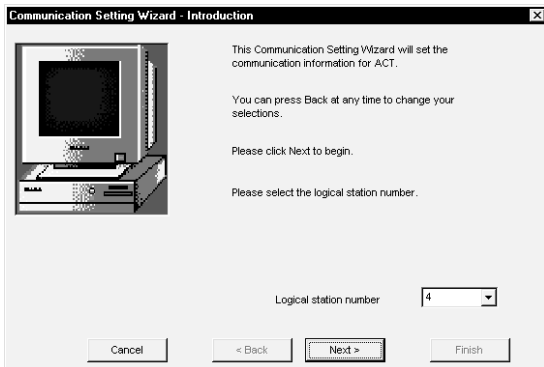 Communication Setting Wizard - Introduction
This Communication Setting Wizard will set the
communication information for ACT.
You can press Back at any time to change your
selections.
Please click Next to begin.
Please select the logical station number.
Logical station number
4
Cancel
< Back
Next >
Finish